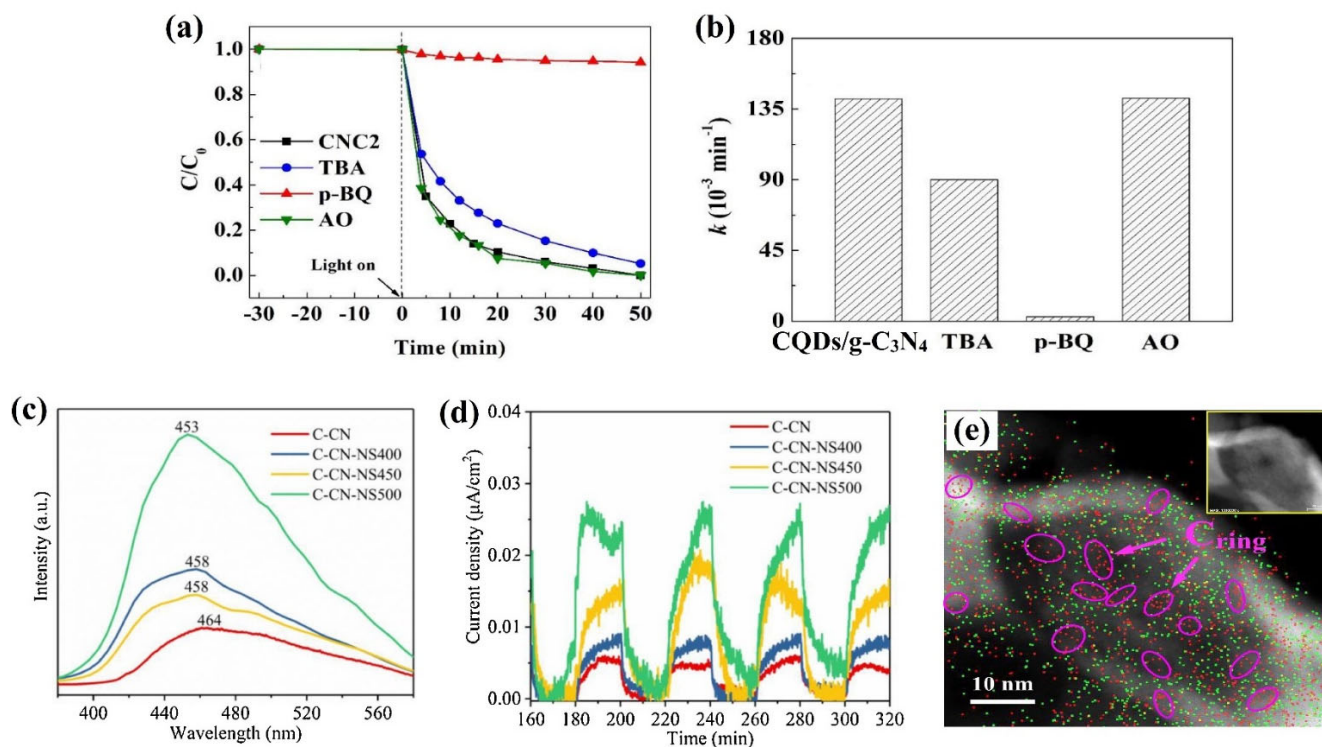 (a)
1.0
0.8
0.6
0.4
0.2
0.0
C/C₀
CNC2
TBA
p-BQ
AO
Light on
-30 -20 -10 0 10 20 30 40 50
Time (min)
(b)
180
135
90
45
0
k (10⁻³ min⁻¹)
CQDs/g-C₃N₄ TBA p-BQ AO
(c)
453
458
458
464
C-CN
C-CN-NS400
C-CN-NS450
C-CN-NS500
Intensity (a.u.)
400 440 480 520 560
Wavelength (nm)
(d)
0.04
0.03
0.02
0.01
0.00
Current density (μA/cm²)
C-CN
C-CN-NS400
C-CN-NS450
C-CN-NS500
160 180 200 220 240 260 280 300 320
Time (min)
(e)
Cring
10 nm